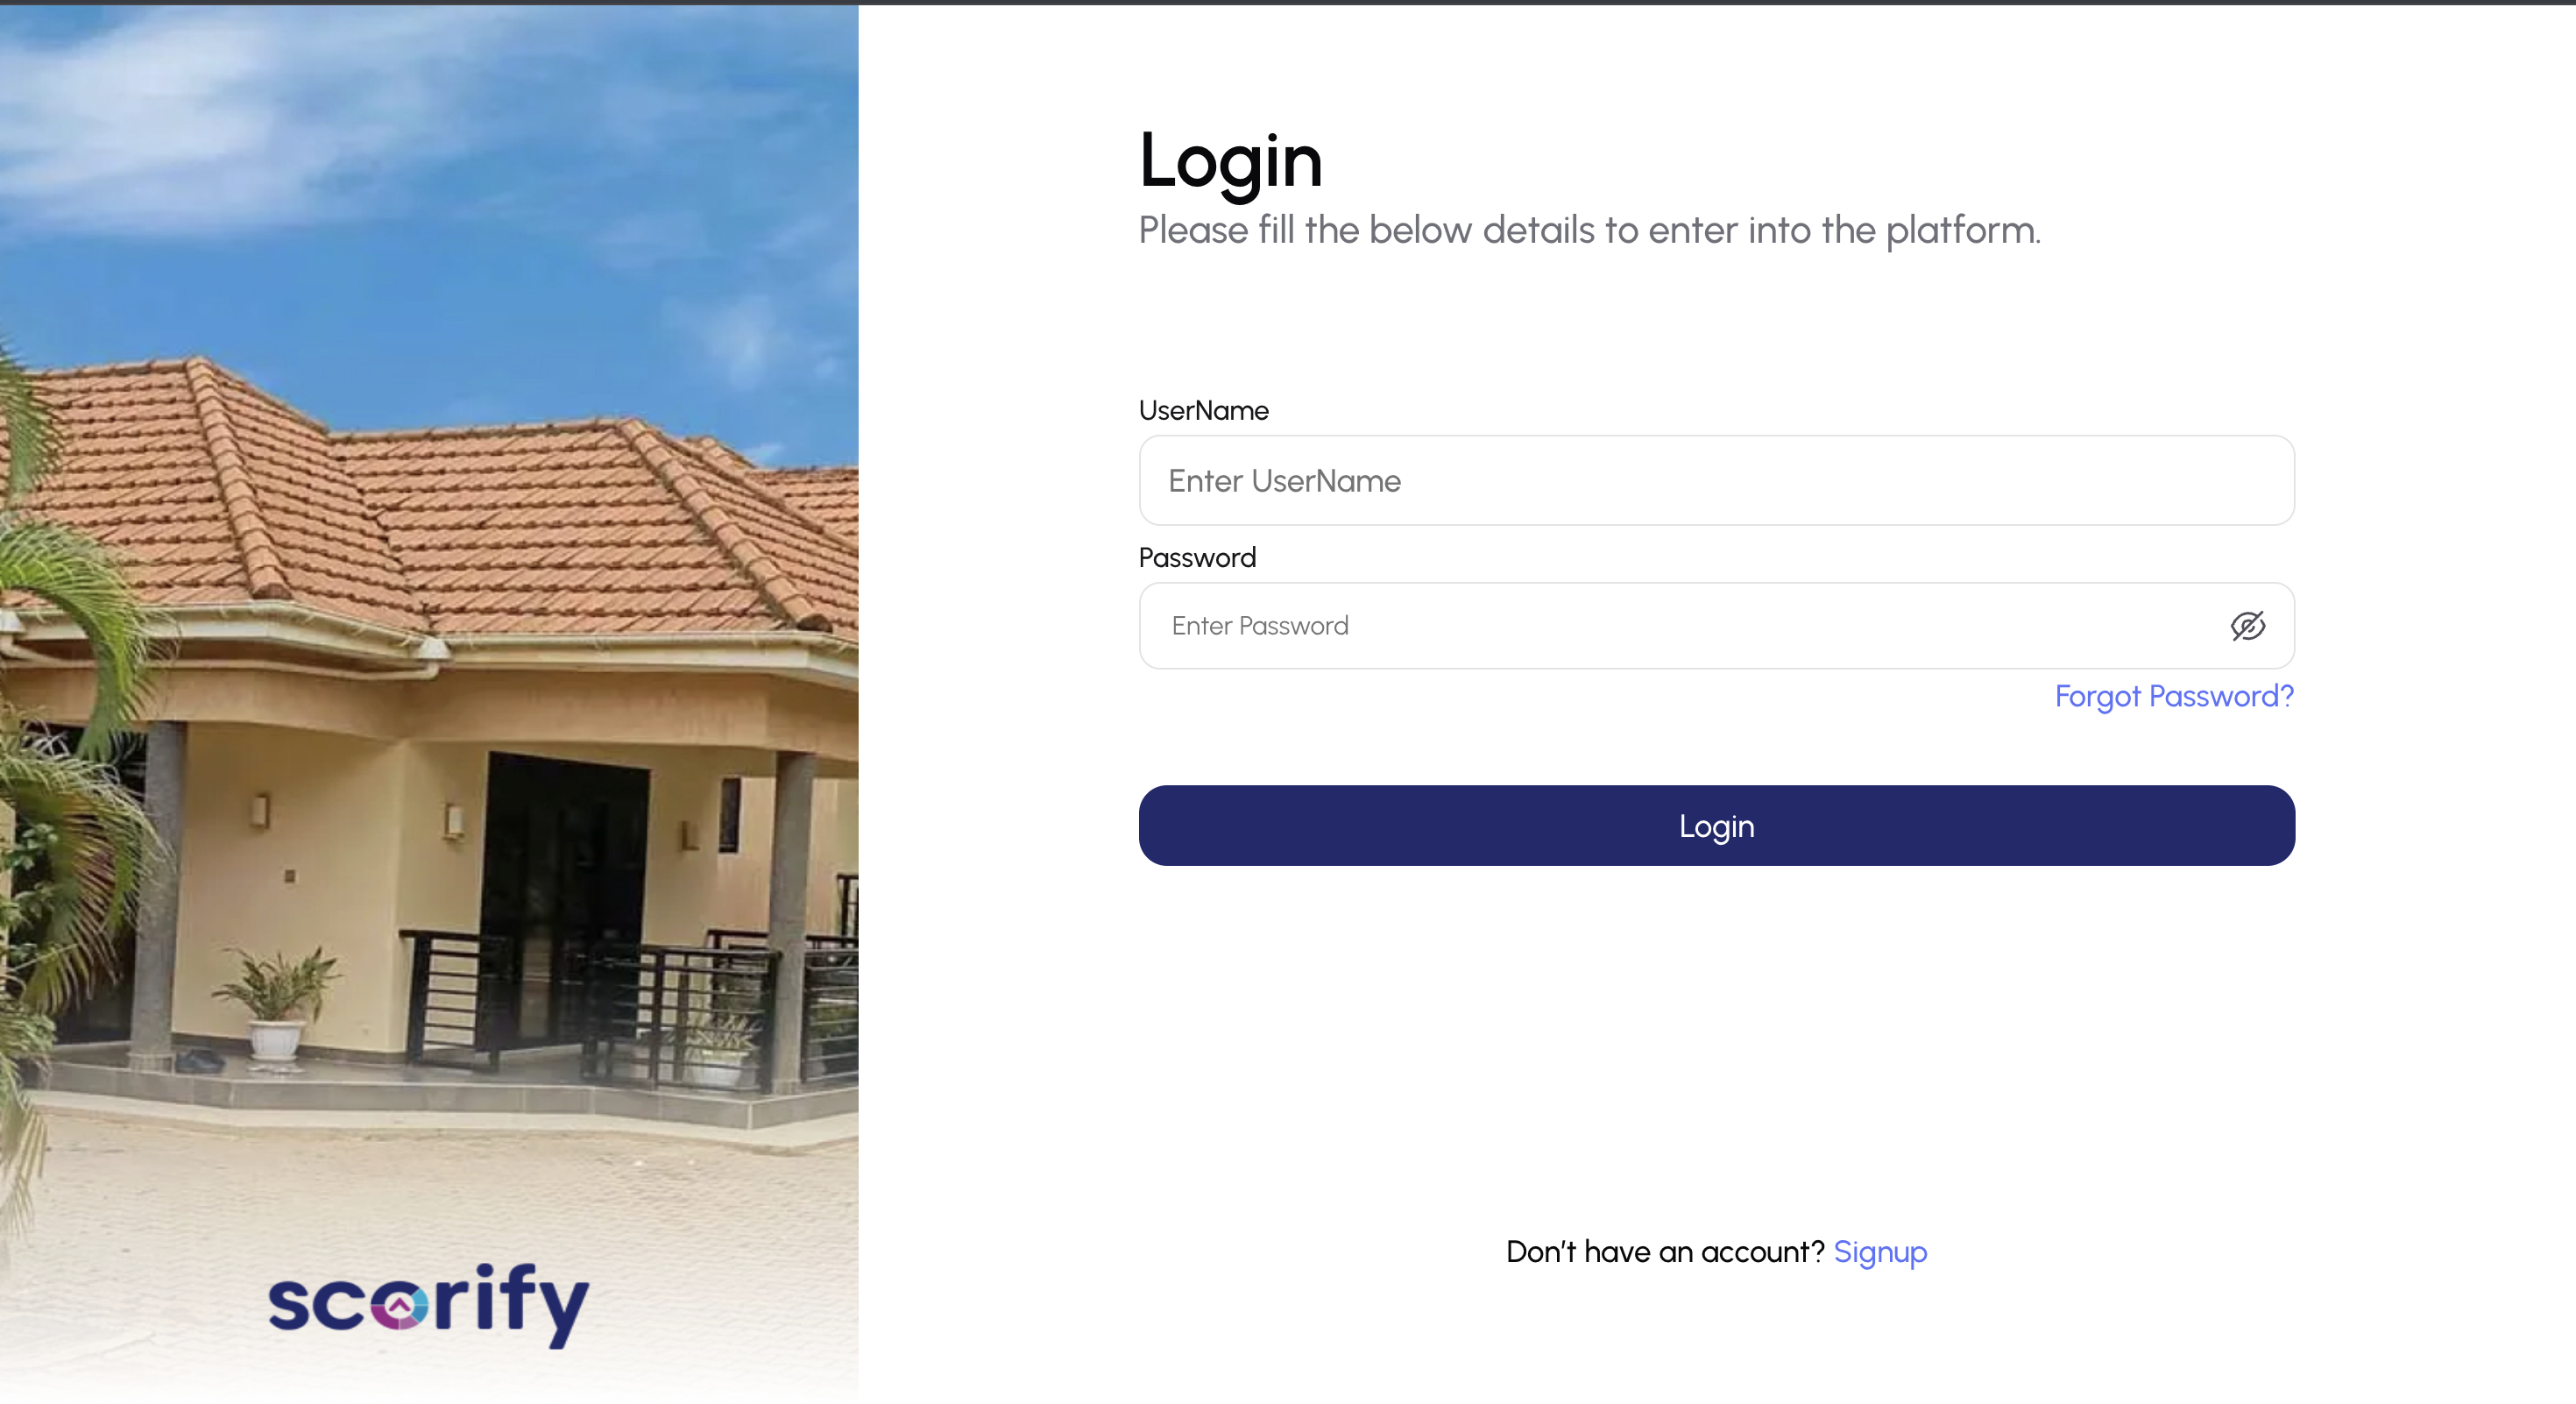 Login
Please fill the below details to enter into the platform.
UserName
Enter UserName
Password
Enter Password
Forgot Password?
Login
Don't have an account? Signup
scorify